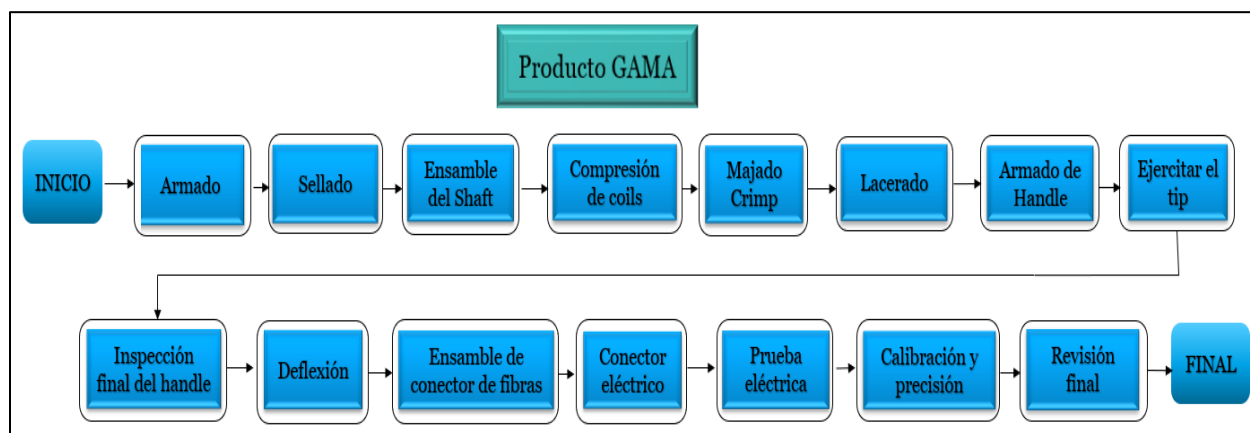 Producto GAMA
INICIO
Armado
Sellado
Ensamble
del Shaft
Compresión
de coils
Majado
Crimp
Lacerado
Armado de
Handle
Ejercitar el
tip
Inspección
final del handle
Deflexión
Ensamble de
conector de fibras
Conector
eléctrico
Prueba
eléctrica
Calibración y
precisión
Revisión
final
FINAL